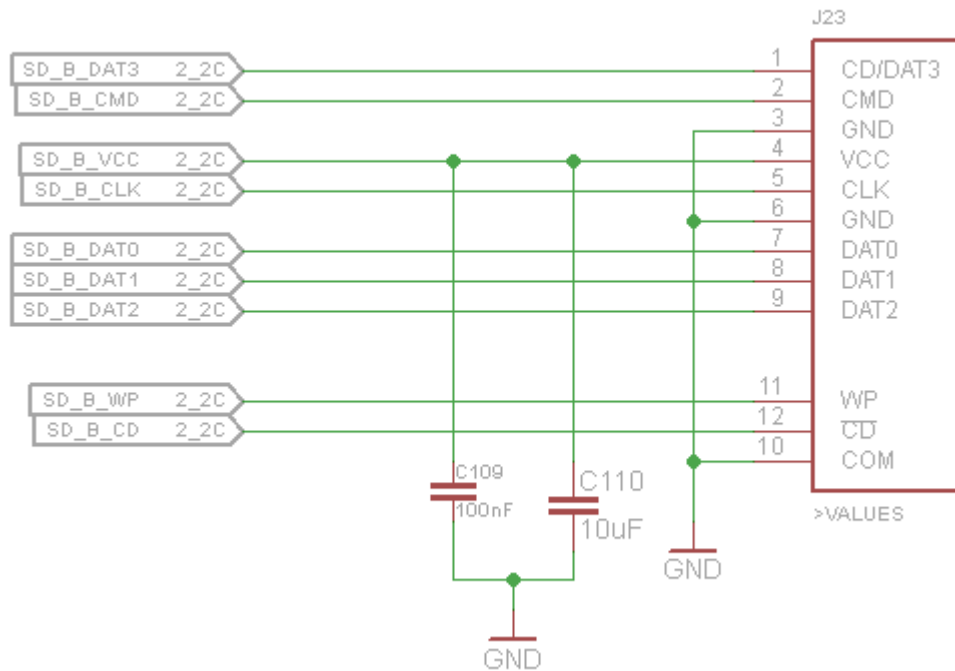 J23
SD_B_DAT3 2_2C 1 CD/DAT3
SD_B_CMD 2_2C 2 CMD
3 GND
SD_B_VCC 2_2C 4 VCC
SD_B_CLK 2_2C 5 CLK
6 GND
SD_B_DAT0 2_2C 7 DAT0
SD_B_DAT1 2_2C 8 DAT1
SD_B_DAT2 2_2C 9 DAT2
SD_B_WP 2_2C 11 WP
SD_B_CD 2_2C 12 CD
10 COM
C109
100nF
C110
10uF
>VALUES
GND
GND